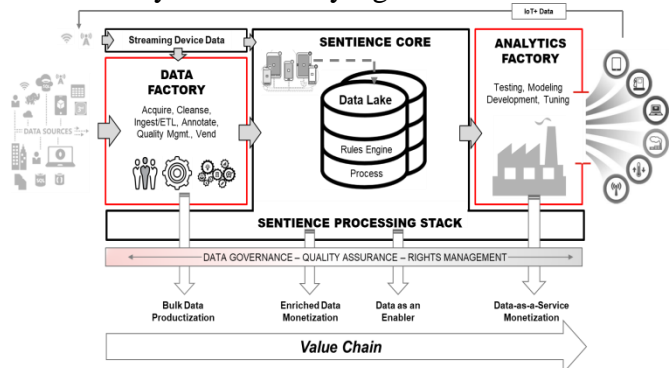 IoT+ Data
Streaming Device Data
DATA
FACTORY
Acquire, Cleanse,
Ingest/ETL, Annotate,
Quality Mgmt., Vend
SENTIENCE CORE
Data Lake
Rules Engine
Process
ANALYTICS
FACTORY
Testing, Modeling
Development, Tuning
DATA SOURCES
SENTIENCE PROCESSING STACK
DATA GOVERNANCE – QUALITY ASSURANCE – RIGHTS MANAGEMENT
Bulk Data
Productization
Enriched Data
Monetization
Data as an
Enabler
Data-as-a-Service
Monetization
Value Chain